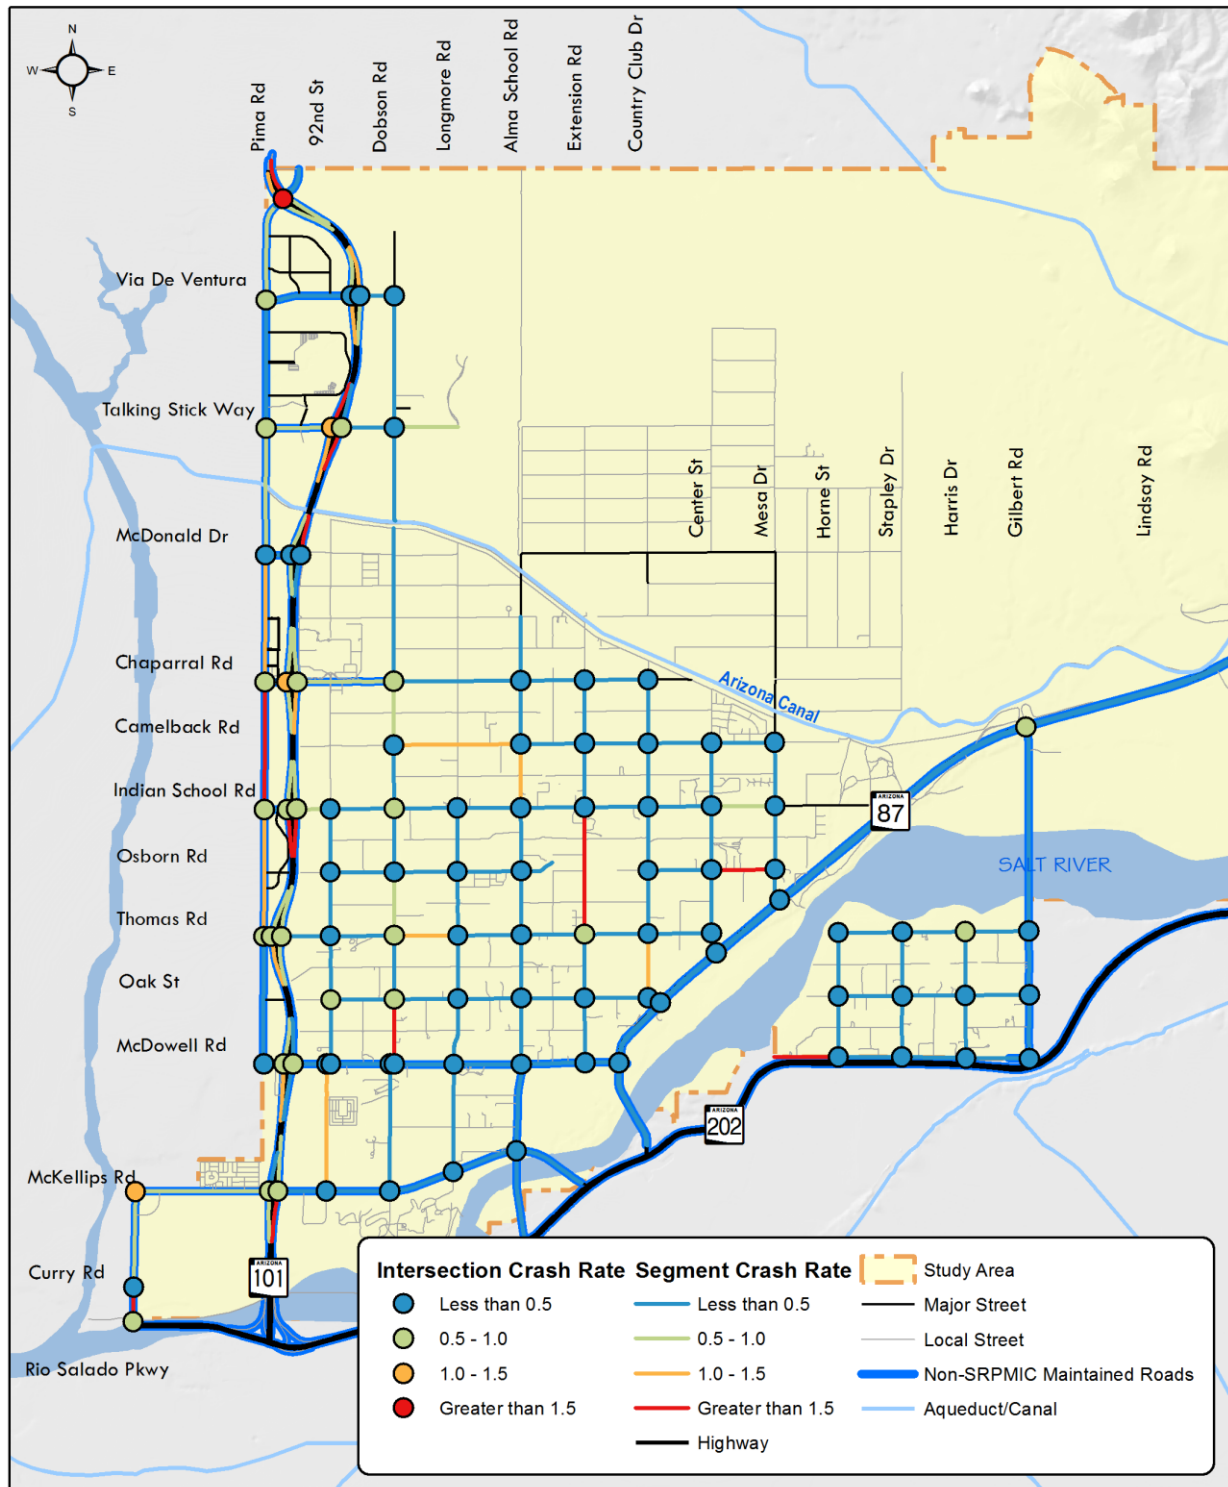 N
W E
S
Pima Rd
92nd St
Dobson Rd
Longmore Rd
Alma School Rd
Extension Rd
Country Club Dr
Via De Ventura
Talking Stick Way
McDonald Dr
Center St
Mesa Dr
Horne St
Stapley Dr
Harris Dr
Gilbert Rd
Lindsay Rd
Chaparral Rd
Arizona Canal
Camelback Rd
Indian School Rd
ARIZONA
87
Osborn Rd
SALT RIVER
Thomas Rd
Oak St
McDowell Rd
ARIZONA
202
McKellips Rd
Curry Rd
ARIZONA
101
Rio Salado Pkwy
Intersection Crash Rate
Less than 0.5
0.5 - 1.0
1.0 - 1.5
Greater than 1.5
Segment Crash Rate
Less than 0.5
0.5 - 1.0
1.0 - 1.5
Greater than 1.5
Highway
Study Area
Major Street
Local Street
Non-SRPMIC Maintained Roads
Aqueduct/Canal